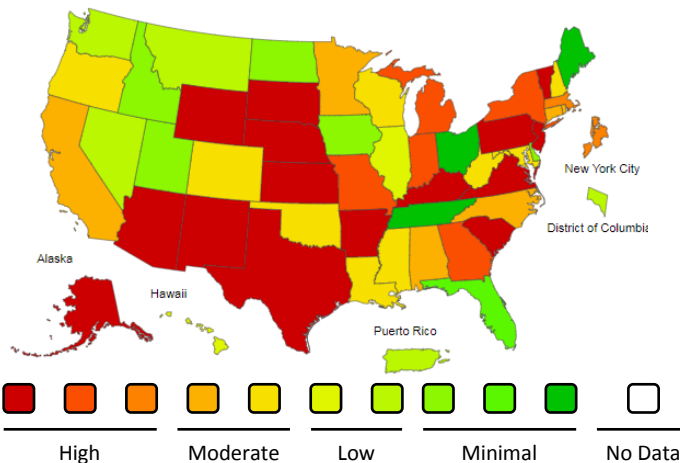 New York City
District of Columbia
Alaska
Hawaii
Puerto Rico
High
Moderate
Low
Minimal
No Data